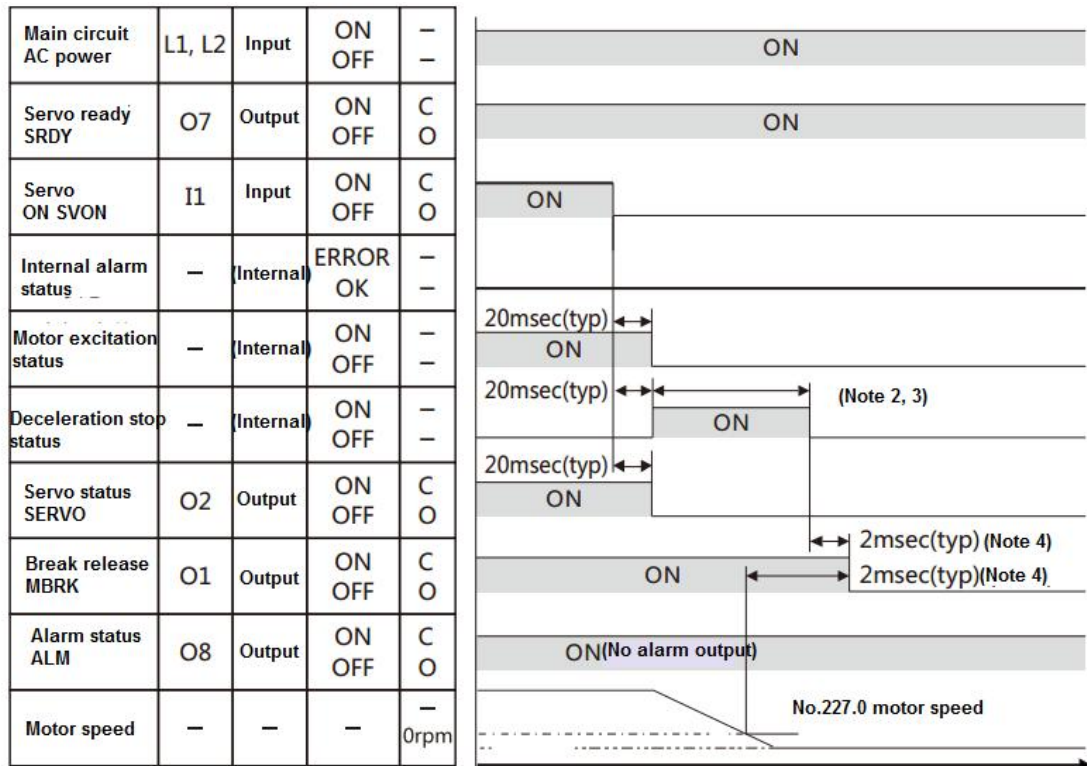 Main circuit
AC power
L1, L2
Input
ON
OFF
–
–
ON
Servo ready
SRDY
O7
Output
ON
OFF
C
O
ON
Servo
ON SVON
I1
Input
ON
OFF
C
O
ON
Internal alarm
status
–
(Internal)
ERROR
OK
–
–
Motor excitation
status
–
(Internal)
ON
OFF
–
–
20msec(typ)
ON
Deceleration stop
status
–
(Internal)
ON
OFF
–
–
20msec(typ)
(Note 2, 3)
ON
Servo status
SERVO
O2
Output
ON
OFF
C
O
20msec(typ)
ON
2msec(typ) (Note 4)
Break release
MBRK
O1
Output
ON
OFF
C
O
ON
2msec(typ)(Note 4)
Alarm status
ALM
O8
Output
ON
OFF
C
O
ON(No alarm output)
Motor speed
–
–
–
–
0rpm
No.227.0 motor speed